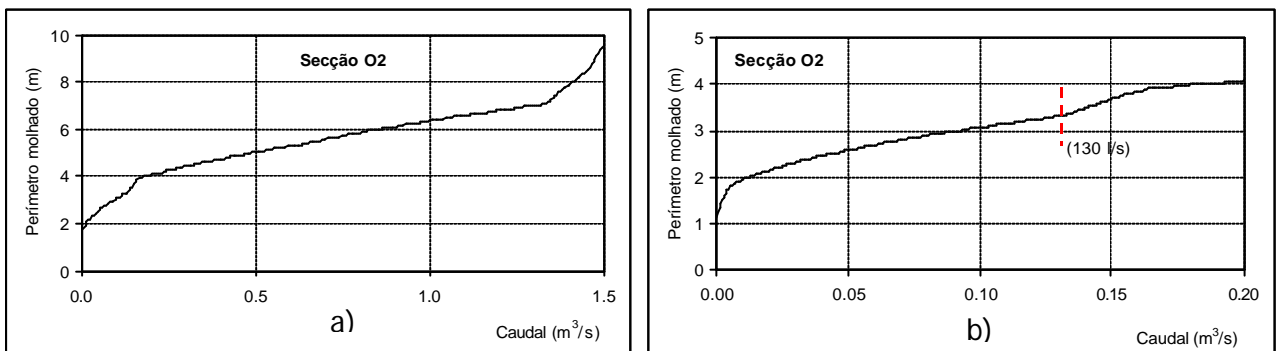 Secção O2
Perímetro molhado (m)
10
8
6
4
2
0
0.0
0.5
1.0
1.5
a)
Caudal (m³/s)
Secção O2
Perímetro molhado (m)
5
4
3
2
1
0
(130 l/s)
0.00
0.05
0.10
0.15
0.20
b)
Caudal (m³/s)